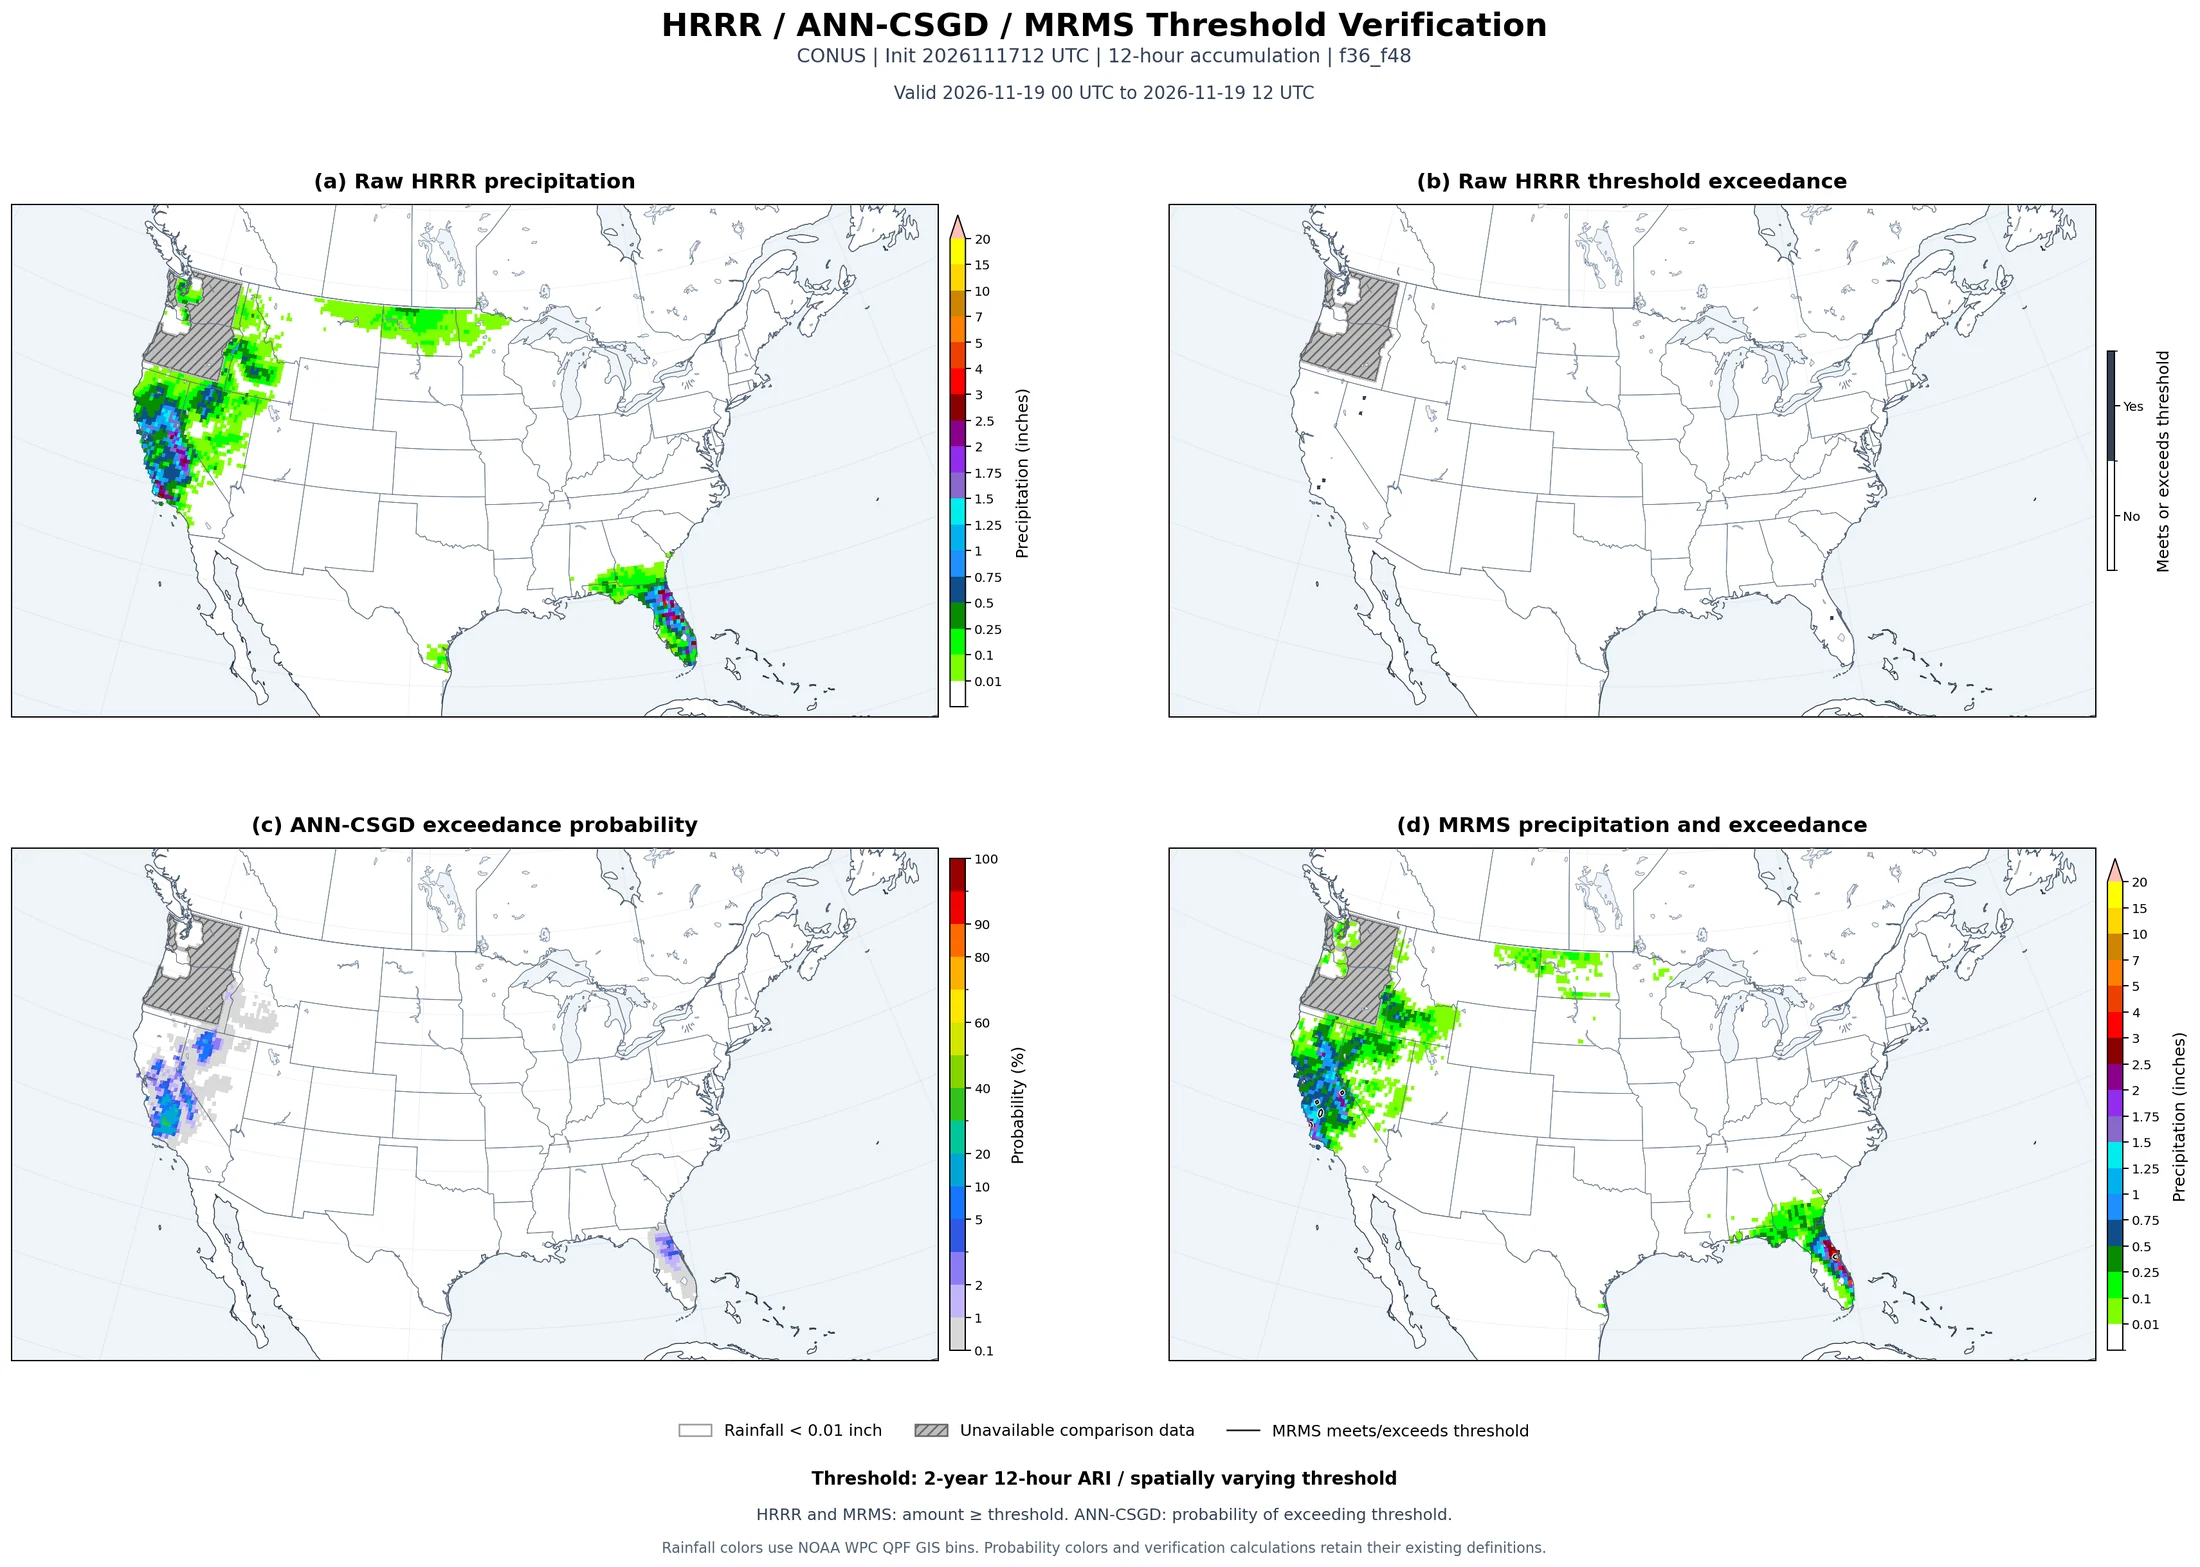 HRRR / ANN-CSGD / MRMS Threshold Verification
CONUS | Init 2026111712 UTC | 12-hour accumulation | f36_f48
Valid 2026-11-19 00 UTC to 2026-11-19 12 UTC
(a) Raw HRRR precipitation
20
15
10
7
5
4
3
2.5
2
1.75
1.5
1.25
1
0.75
0.5
0.25
0.1
0.01
Precipitation (inches)
(b) Raw HRRR threshold exceedance
Yes
No
Meets or exceeds threshold
(c) ANN-CSGD exceedance probability
100
90
80
60
40
20
10
5
2
1
0.1
Probability (%)
(d) MRMS precipitation and exceedance
20
15
10
7
5
4
3
2.5
2
1.75
1.5
1.25
1
0.75
0.5
0.25
0.1
0.01
Precipitation (inches)
Rainfall < 0.01 inch
Unavailable comparison data
MRMS meets/exceeds threshold
Threshold: 2-year 12-hour ARI / spatially varying threshold
HRRR and MRMS: amount ≥ threshold. ANN-CSGD: probability of exceeding threshold.
Rainfall colors use NOAA WPC QPF GIS bins. Probability colors and verification calculations retain their existing definitions.